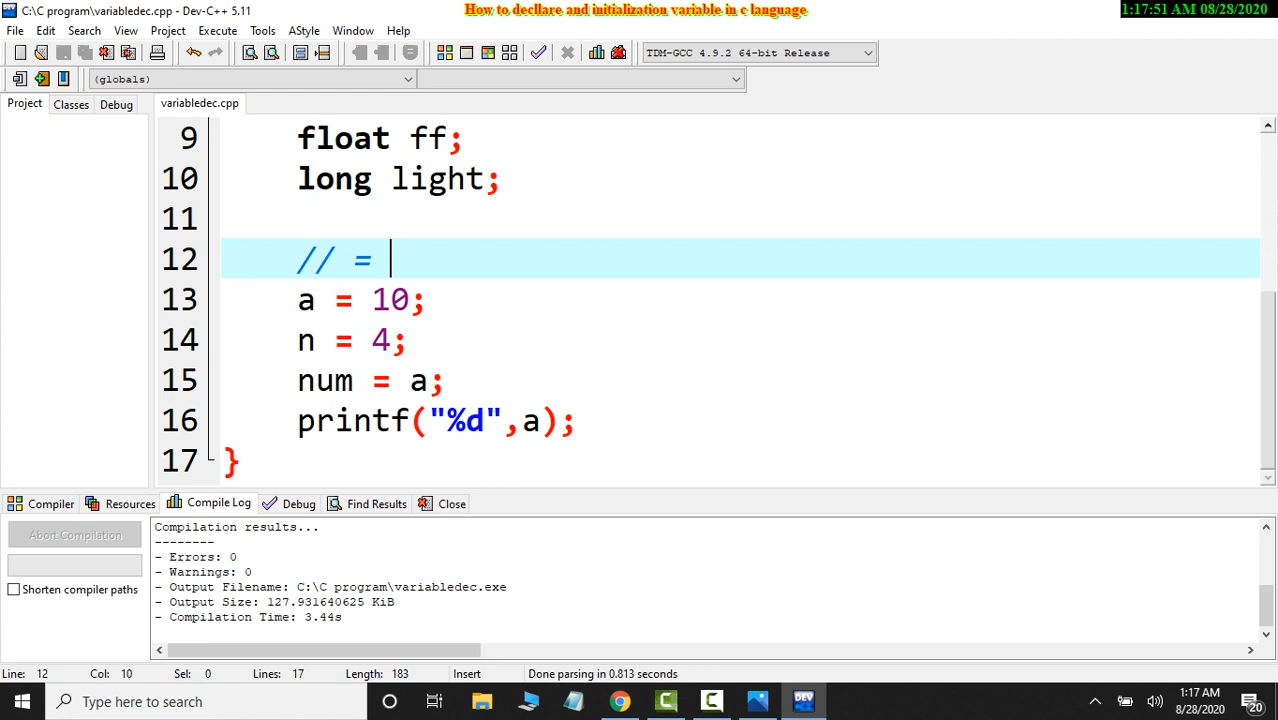 C:\C program\variabledec.cpp - Dev-C++ 5.11
How to decllare and initialization variable in c language
1:17:51 AM 08/28/2020
File Edit Search View Project Execute Tools AStyle Window Help
TDM-GCC 4.9.2 64-bit Release
(globals)
Project Classes Debug
variabledec.cpp
9 float ff;
10 long light;
11
12 // =
13 a = 10;
14 n = 4;
15 num = a;
16 printf("%d",a);
17 }
Compiler Resources Compile Log Debug Find Results Close
Abort Compilation
Shorten compiler paths
Compilation results...
--------
- Errors: 0
- Warnings: 0
- Output Filename: C:\C program\variabledec.exe
- Output Size: 127.931640625 KiB
- Compilation Time: 3.44s
Line: 12 Col: 10 Sel: 0 Lines: 17 Length: 183 Insert Done parsing in 0.813 seconds
Type here to search
DEV
1:17 AM
8/28/2020
20